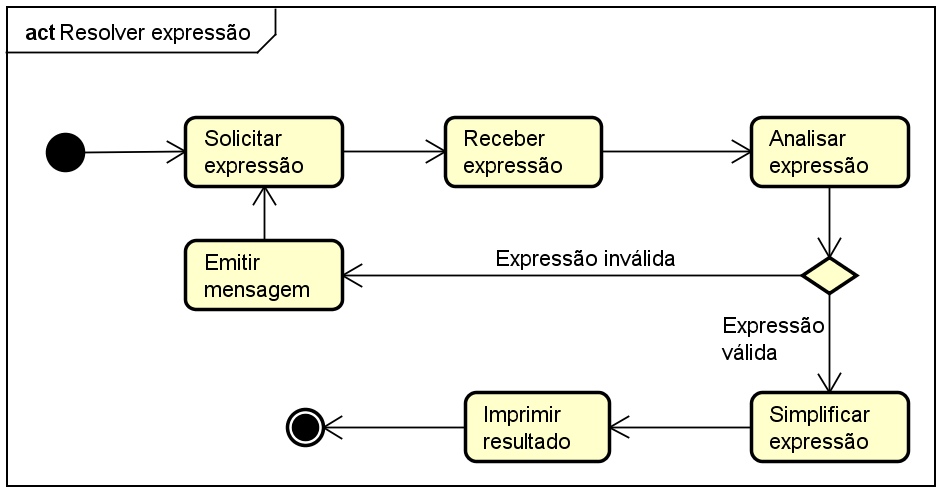 act Resolver expressão
Solicitar
expressão
Receber
expressão
Analisar
expressão
Emitir
mensagem
Expressão inválida
Expressão
válida
Imprimir
resultado
Simplificar
expressão